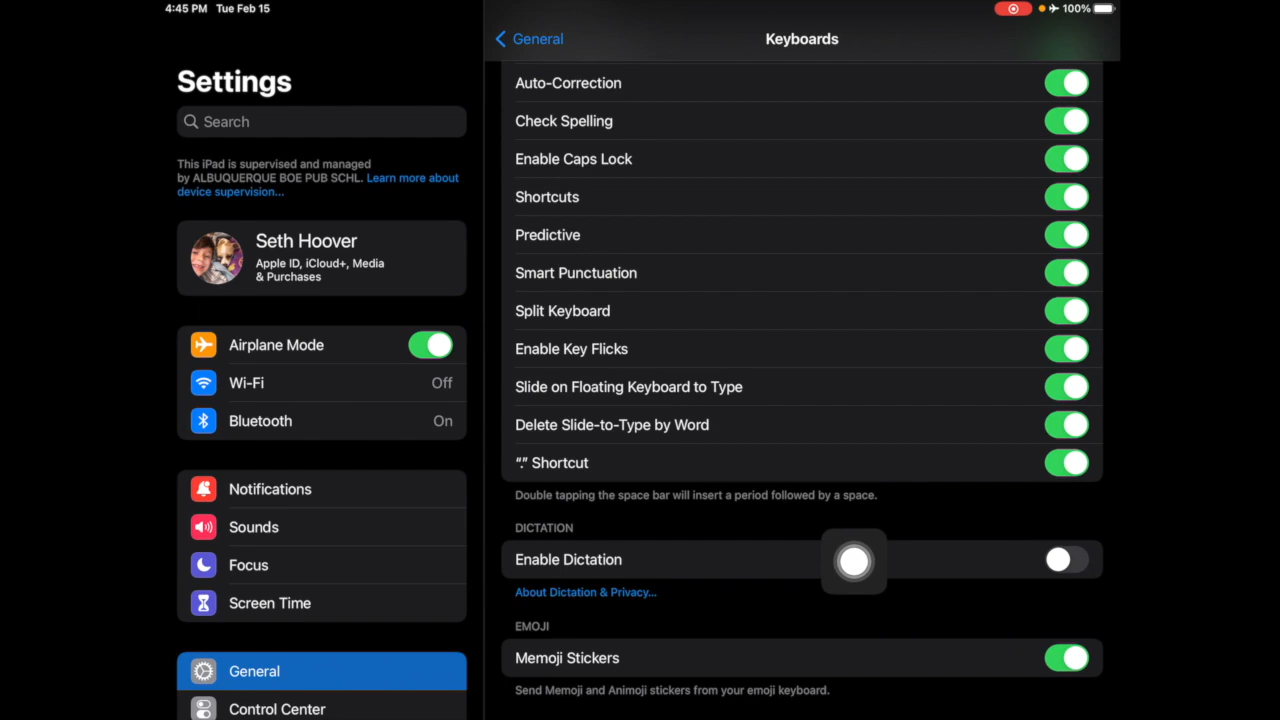 4:45 PM Tue Feb 15
100%
Settings
Search
This iPad is supervised and managed
by ALBUQUERQUE BOE PUB SCHL. Learn more about
device supervision...
Seth Hoover
Apple ID, iCloud+, Media
& Purchases
Airplane Mode
Wi-Fi Off
Bluetooth On
Notifications
Sounds
Focus
Screen Time
General
Control Center
General
Keyboards
Auto-Correction
Check Spelling
Enable Caps Lock
Shortcuts
Predictive
Smart Punctuation
Split Keyboard
Enable Key Flicks
Slide on Floating Keyboard to Type
Delete Slide-to-Type by Word
“.” Shortcut
Double tapping the space bar will insert a period followed by a space.
DICTATION
Enable Dictation
About Dictation & Privacy...
EMOJI
Memoji Stickers
Send Memoji and Animoji stickers from your emoji keyboard.